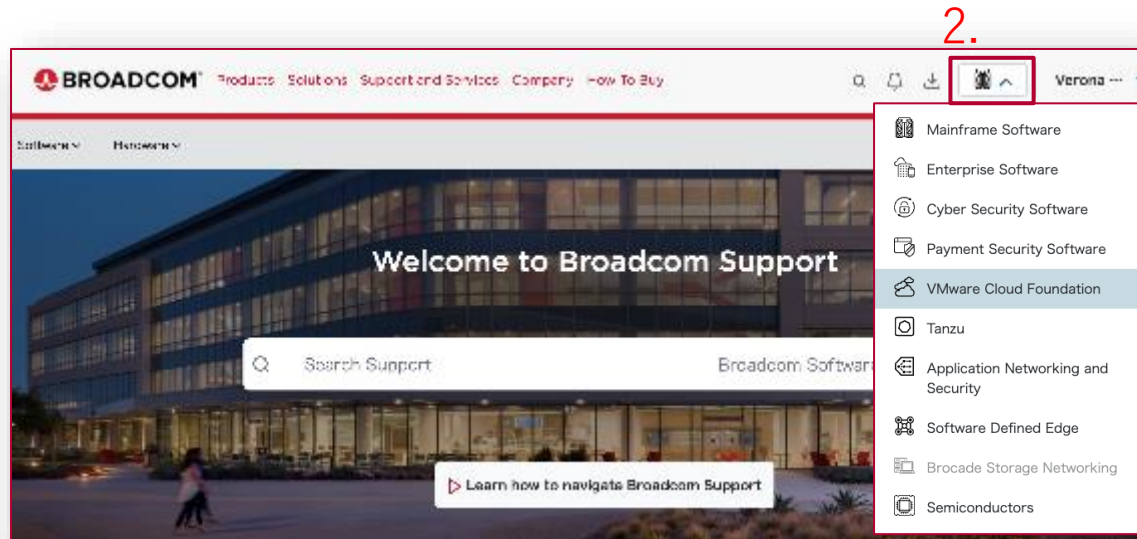 2.
BROADCOM Products Solutions Support and Services Company How To Buy Verona ...
Software Hardware
Mainframe Software
Enterprise Software
Cyber Security Software
Payment Security Software
VMware Cloud Foundation
Tanzu
Application Networking and
Security
Software Defined Edge
Brocade Storage Networking
Semiconductors
Welcome to Broadcom Support
Search Support Broadcom Software
Learn how to navigate Broadcom Support